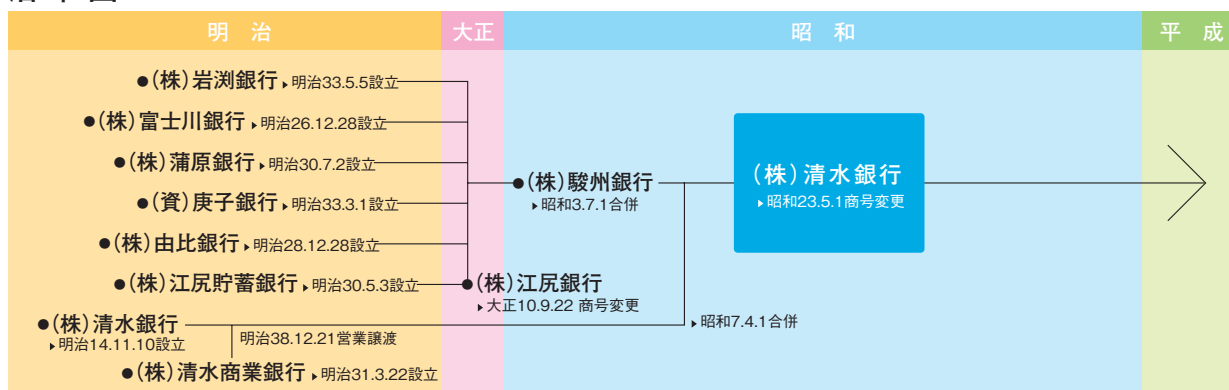 明治
大正
昭和
平成
●(株)岩渕銀行▶明治33.5.5設立
●(株)富士川銀行▶明治26.12.28設立
●(株)蒲原銀行▶明治30.7.2設立
●(株)駿州銀行
▶昭和3.7.1合併
(株)清水銀行
▶昭和23.5.1商号変更
●(資)庚子銀行▶明治33.3.1設立
●(株)由比銀行▶明治28.12.28設立
●(株)江尻貯蓄銀行▶明治30.5.3設立
●(株)江尻銀行
▶大正10.9.22 商号変更
●(株)清水銀行
▶明治14.11.10設立
明治38.12.21営業譲渡
▶昭和7.4.1合併
●(株)清水商業銀行▶明治31.3.22設立